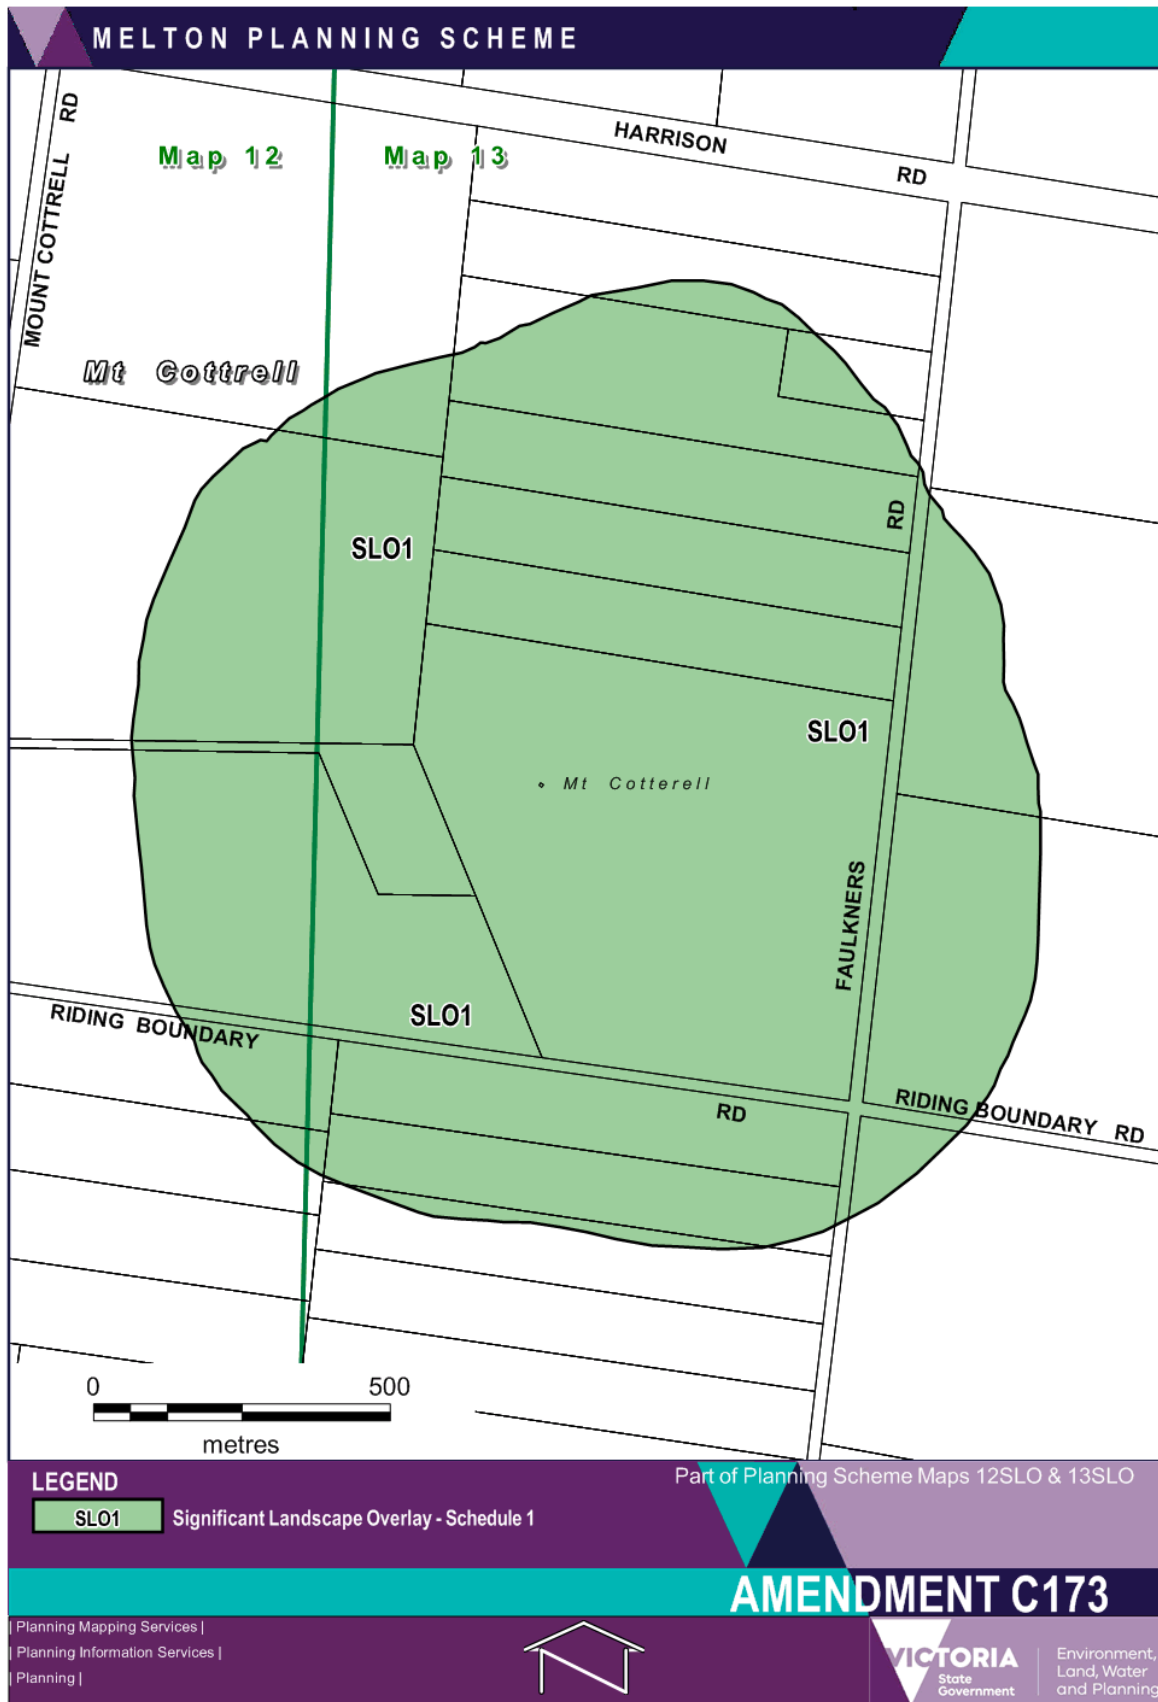 MELTON PLANNING SCHEME
MOUNT COTTRELL RD
Map 12
Map 13
HARRISON RD
Mt Cottrell
SLO1
RD
SLO1
Mt Cotterell
FAULKNERS
SLO1
RIDING BOUNDARY
RD
RIDING BOUNDARY RD
0 500
metres
LEGEND
Part of Planning Scheme Maps 12SLO & 13SLO
SLO1 Significant Landscape Overlay - Schedule 1
AMENDMENT C173
| Planning Mapping Services |
| Planning Information Services |
| Planning |
VICTORIA
State
Government
Environment,
Land, Water
and Planning